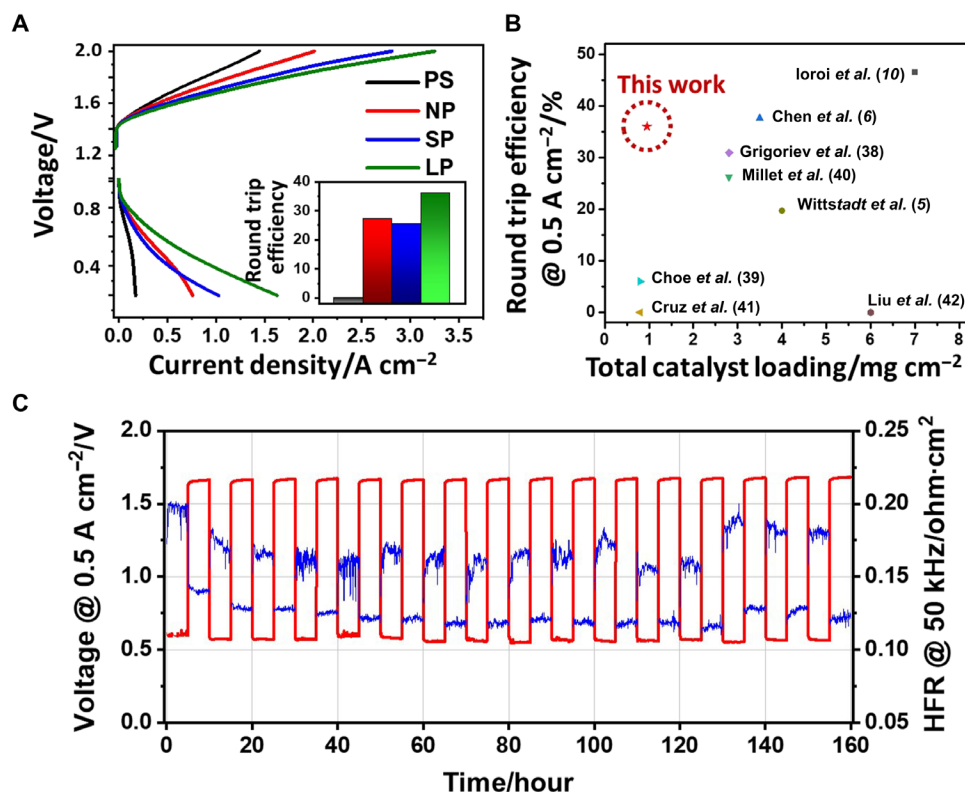 A
2.0
1.6
1.2
0.8
0.4
Voltage/V
PS
NP
SP
LP
Round trip
efficiency
40
30
20
10
0
0.0 0.5 1.0 1.5 2.0 2.5 3.0 3.5
Current density/A cm⁻²
B
Round trip efficiency
@ 0.5 A cm⁻²/%
50
40
30
20
10
0
This work
Ioroi et al. (10)
Chen et al. (6)
Grigoriev et al. (38)
Millet et al. (40)
Wittstadt et al. (5)
Choe et al. (39)
Cruz et al. (41)
Liu et al. (42)
0 1 2 3 4 5 6 7 8
Total catalyst loading/mg cm⁻²
C
Voltage @ 0.5 A cm⁻²/V
2.0
1.5
1.0
0.5
0.0
0.25
0.20
0.15
0.10
0.05
HFR @ 50 kHz/ohm·cm²
0 20 40 60 80 100 120 140 160
Time/hour